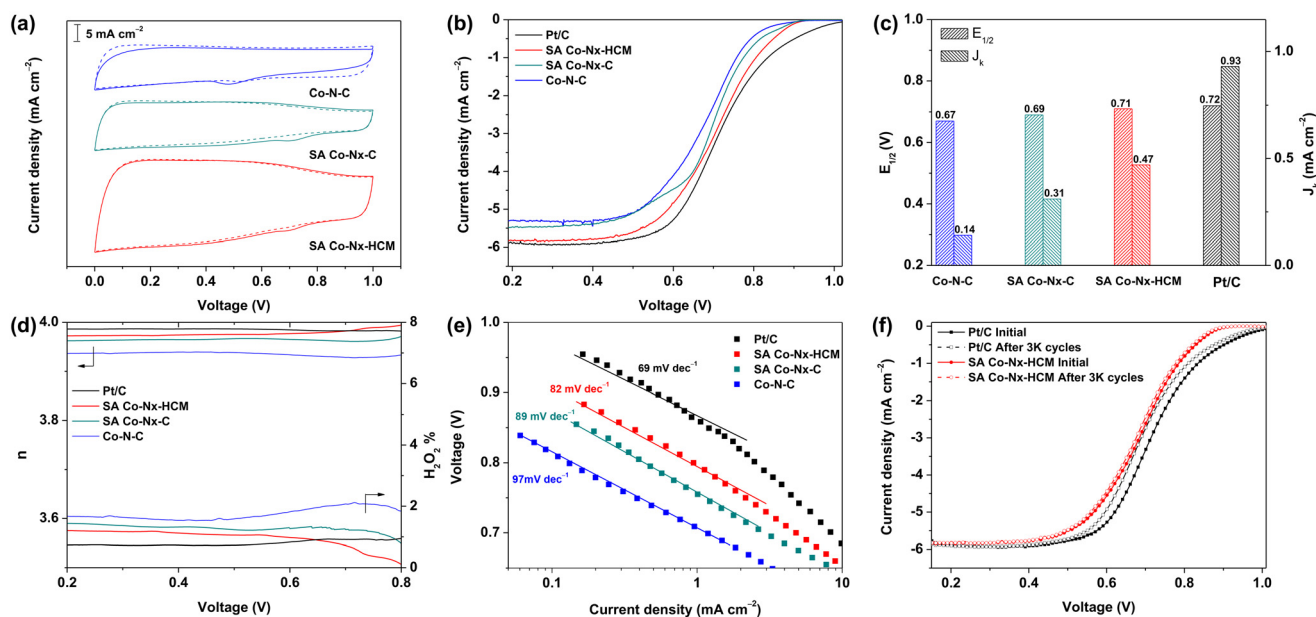 (a)
5 mA cm⁻²
Current density (mA cm⁻²)
Co-N-C
SA Co-Nx-C
SA Co-Nx-HCM
0.0 0.2 0.4 0.6 0.8 1.0
Voltage (V)
(b)
0
-1
-2
-3
-4
-5
-6
Current density (mA cm⁻²)
Pt/C
SA Co-Nx-HCM
SA Co-Nx-C
Co-N-C
0.2 0.4 0.6 0.8 1.0
Voltage (V)
(c)
1.0
0.8
0.6
0.4
0.2
E₁/₂ (V)
E₁/₂
Jₖ
0.67
0.14
0.69
0.31
0.71
0.47
0.72
0.93
Co-N-C SA Co-Nx-C SA Co-Nx-HCM Pt/C
1.0
0.5
0.0
Jₖ (mA cm⁻²)
(d)
4.0
3.8
3.6
n
Pt/C
SA Co-Nx-HCM
SA Co-Nx-C
Co-N-C
8
7
6
5
4
3
2
1
0
H₂O₂ %
0.2 0.4 0.6 0.8
Voltage (V)
(e)
1.0
0.9
0.8
0.7
Voltage (V)
Pt/C
SA Co-Nx-HCM
SA Co-Nx-C
Co-N-C
69 mV dec⁻¹
82 mV dec⁻¹
89 mV dec⁻¹
97mV dec⁻¹
0.1 1 10
Current density (mA cm⁻²)
(f)
Pt/C Initial
Pt/C After 3K cycles
SA Co-Nx-HCM Initial
SA Co-Nx-HCM After 3K cycles
0
-1
-2
-3
-4
-5
-6
Current density (mA cm⁻²)
0.2 0.4 0.6 0.8 1.0
Voltage (V)